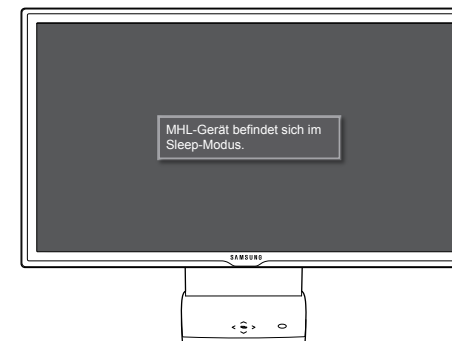 MHL-Gerät befindet sich im
Sleep-Modus.
SAMSUNG